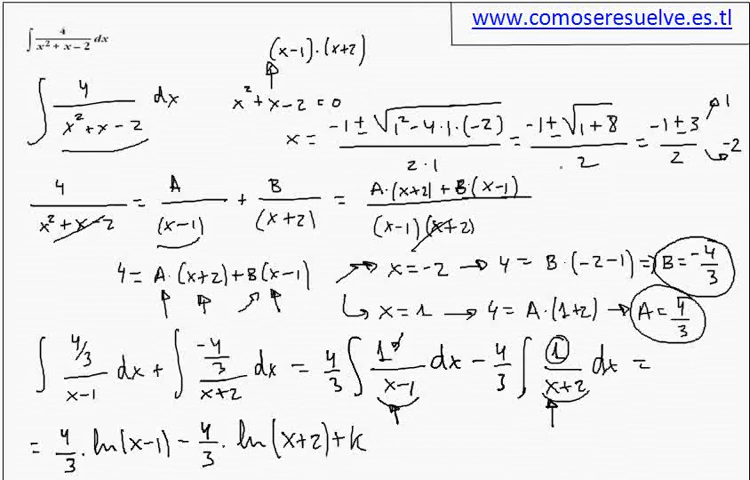 www.comoseresuelve.es.tl
∫ 4/(x² + x − 2) dx
(x−1)·(x+2)
∫ 4/(x²+x−2) dx
x²+x−2=0
x = (−1±√(1²−4·1·(−2)))/(2·1) = (−1±√(1+8))/2 = (−1±3)/2 1 −2
4/(x²+x−2) = A/(x−1) + B/(x+2) = (A·(x+2)+B·(x−1))/((x−1)(x+2))
4 = A·(x+2)+B(x−1) → x=−2 → 4 = B·(−2−1) ⇒ B=−4/3
↳ x=1 → 4=A·(1+2) → A=4/3
∫ (4/3)/(x−1) dx + ∫ (−4/3)/(x+2) dx = 4/3 ∫ 1/(x−1) dx − 4/3 ∫ 1/(x+2) dx =
= 4/3 · ln(x−1) − 4/3 · ln(x+2)+k